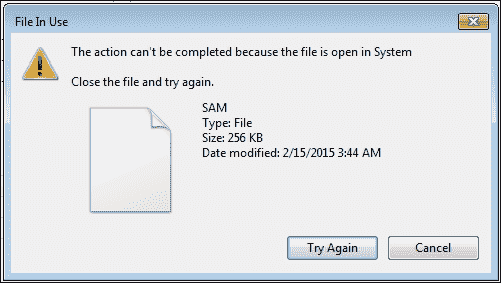 File In Use
The action can't be completed because the file is open in System
Close the file and try again.
SAM
Type: File
Size: 256 KB
Date modified: 2/15/2015 3:44 AM
Try Again
Cancel